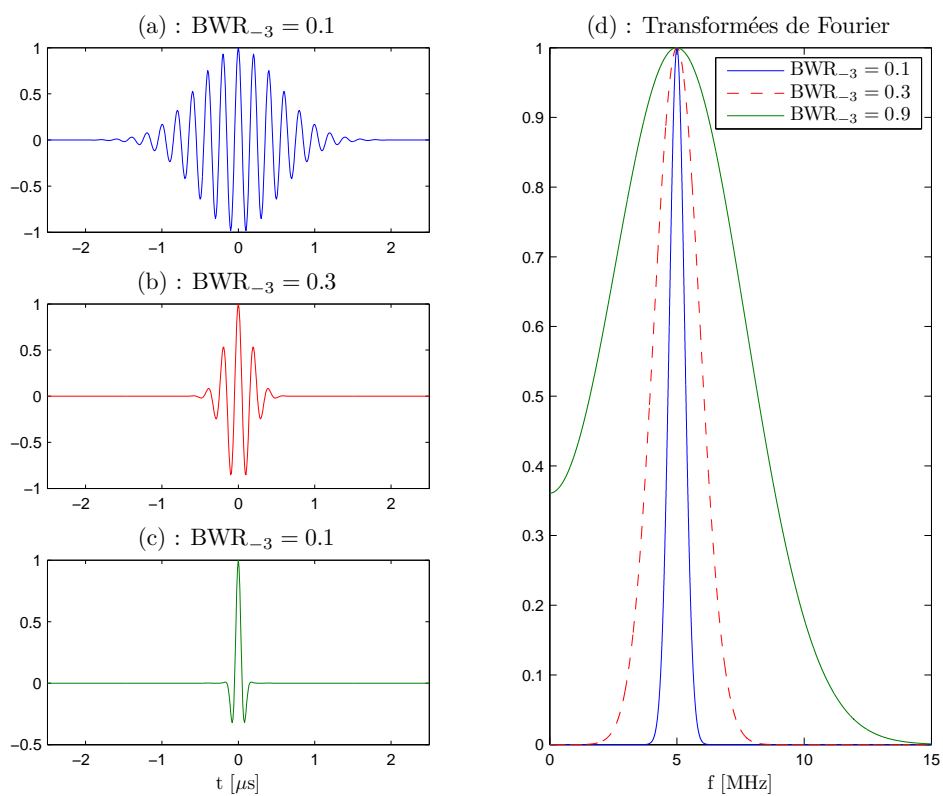 (a) : BWR₋₃ = 0.1
1
0.5
0
−0.5
−1
−2 −1 0 1 2
(b) : BWR₋₃ = 0.3
1
0.5
0
−0.5
−1
−2 −1 0 1 2
(c) : BWR₋₃ = 0.1
1
0.5
0
−0.5
−2 −1 0 1 2
t [μs]
(d) : Transformées de Fourier
BWR₋₃ = 0.1
BWR₋₃ = 0.3
BWR₋₃ = 0.9
1
0.9
0.8
0.7
0.6
0.5
0.4
0.3
0.2
0.1
0
0 5 10 15
f [MHz]